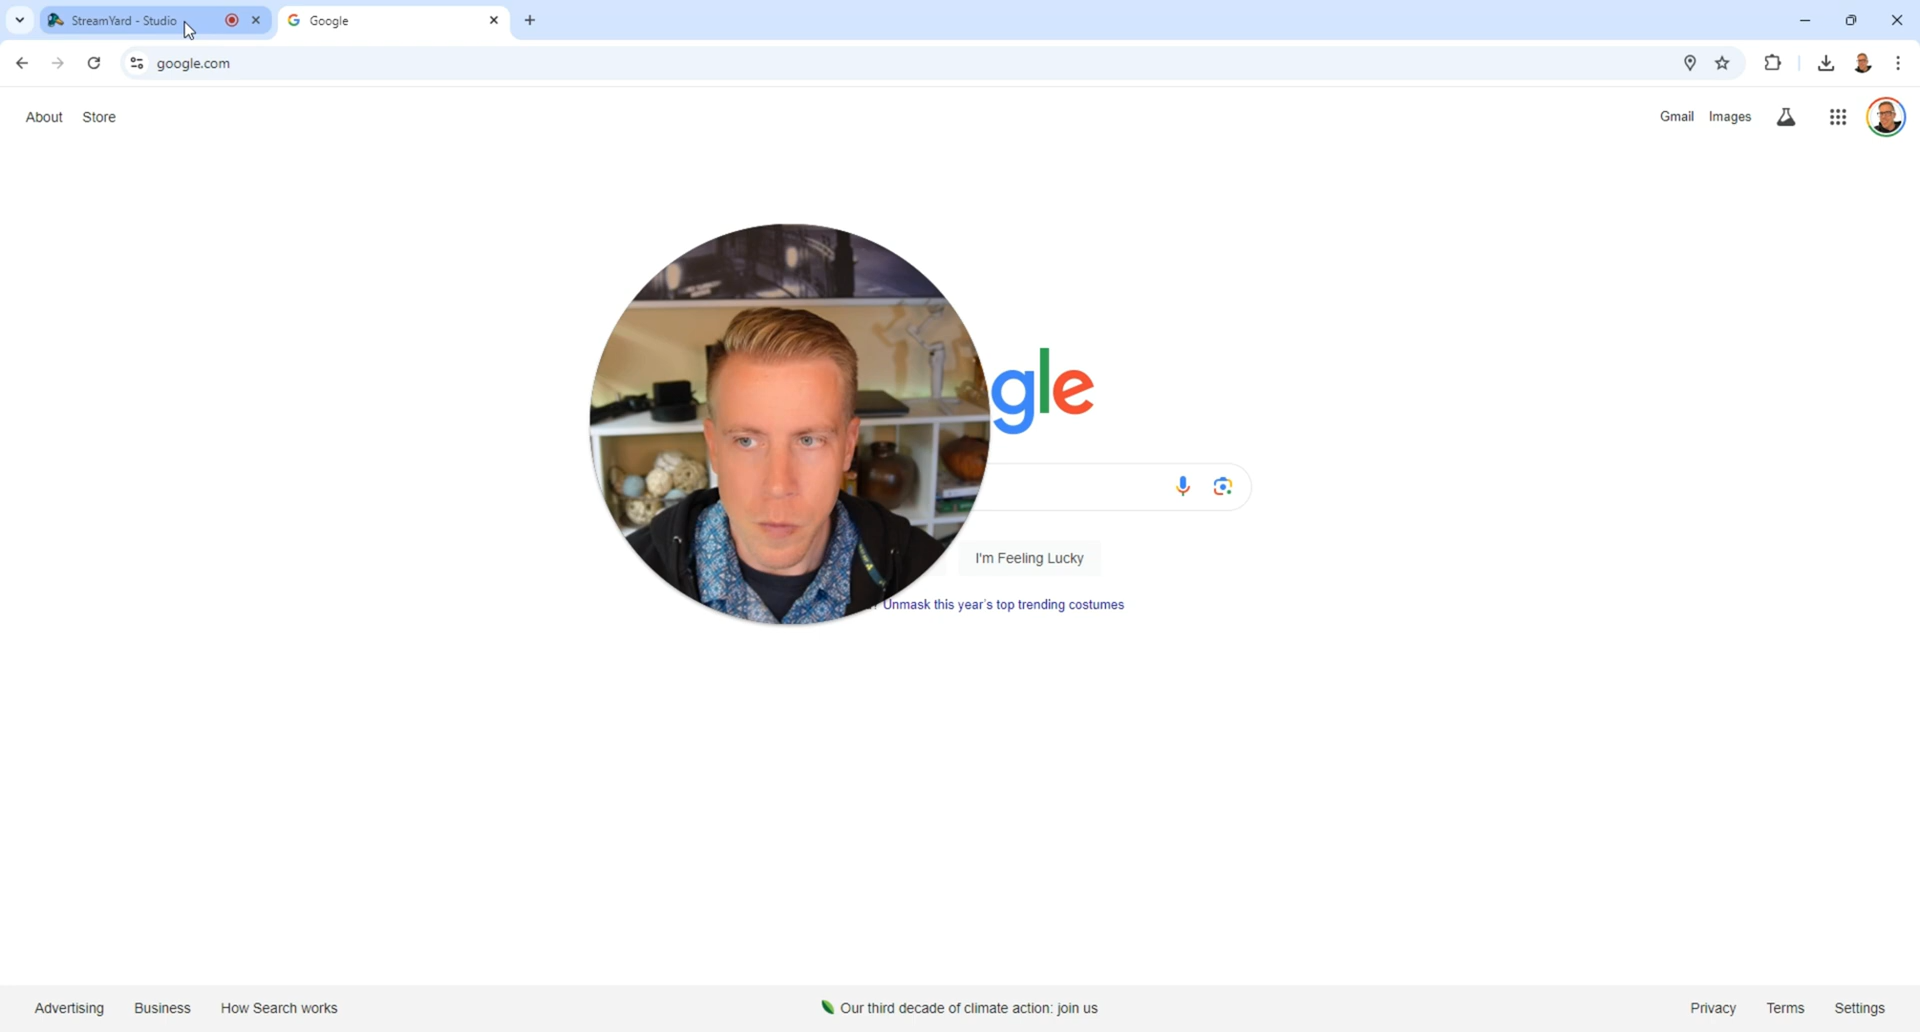 StreamYard - Studio
Google
google.com
About Store
Gmail Images
gle
I'm Feeling Lucky
Unmask this year's top trending costumes
Advertising Business How Search works
Our third decade of climate action: join us
Privacy Terms Settings